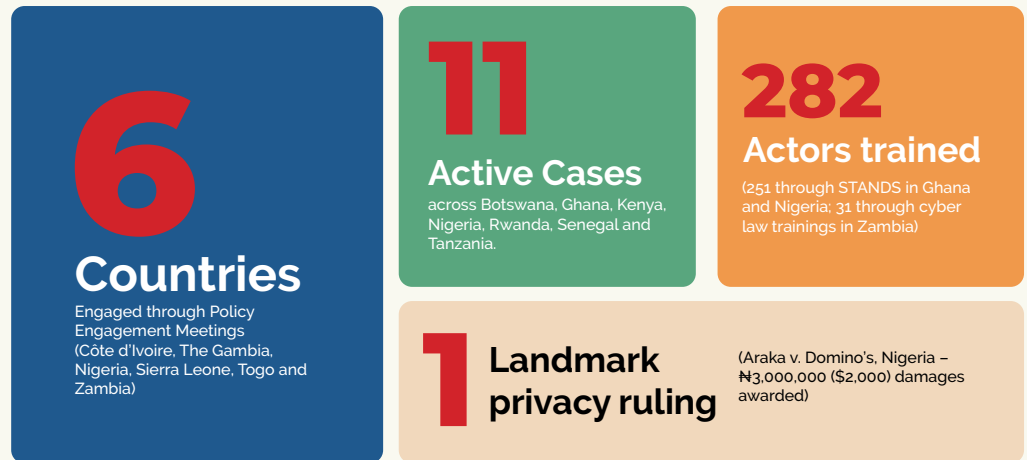 6
Countries
Engaged through Policy
Engagement Meetings
(Côte d'Ivoire, The Gambia,
Nigeria, Sierra Leone, Togo and
Zambia)
11
Active Cases
across Botswana, Ghana, Kenya,
Nigeria, Rwanda, Senegal and
Tanzania.
282
Actors trained
(251 through STANDS in Ghana
and Nigeria; 31 through cyber
law trainings in Zambia)
1
Landmark
privacy ruling
(Araka v. Domino's, Nigeria –
₦3,000,000 ($2,000) damages
awarded)